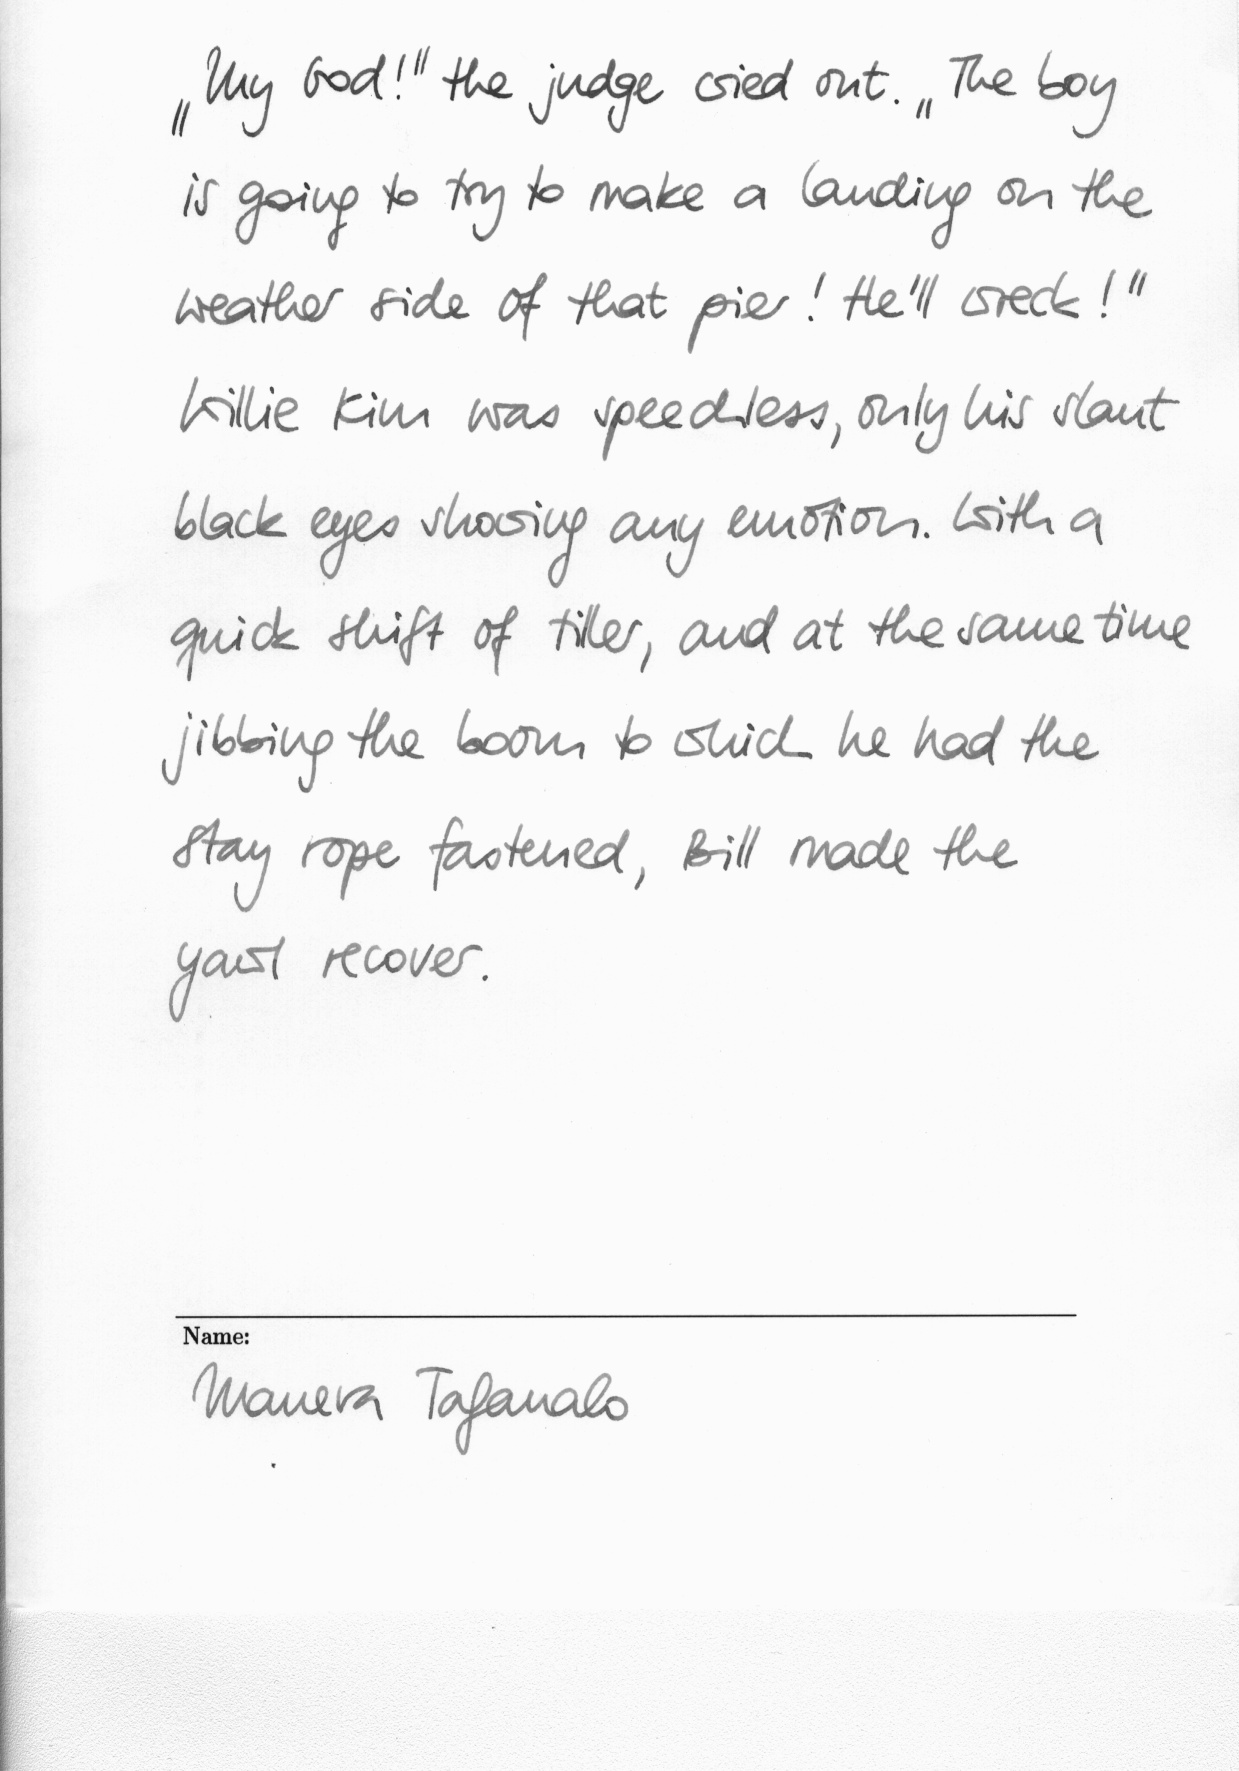 „My God!" the judge cried out. „The boy
is going to try to make a landing on the
weather side of that pier! He'll wreck!"
Willie Kim was speechless, only his slant
black eyes showing any emotion. With a
quick shift of tiller, and at the same time
jibbing the boom to which he had the
stay rope fastened, Bill made the
yawl recover.
Name: